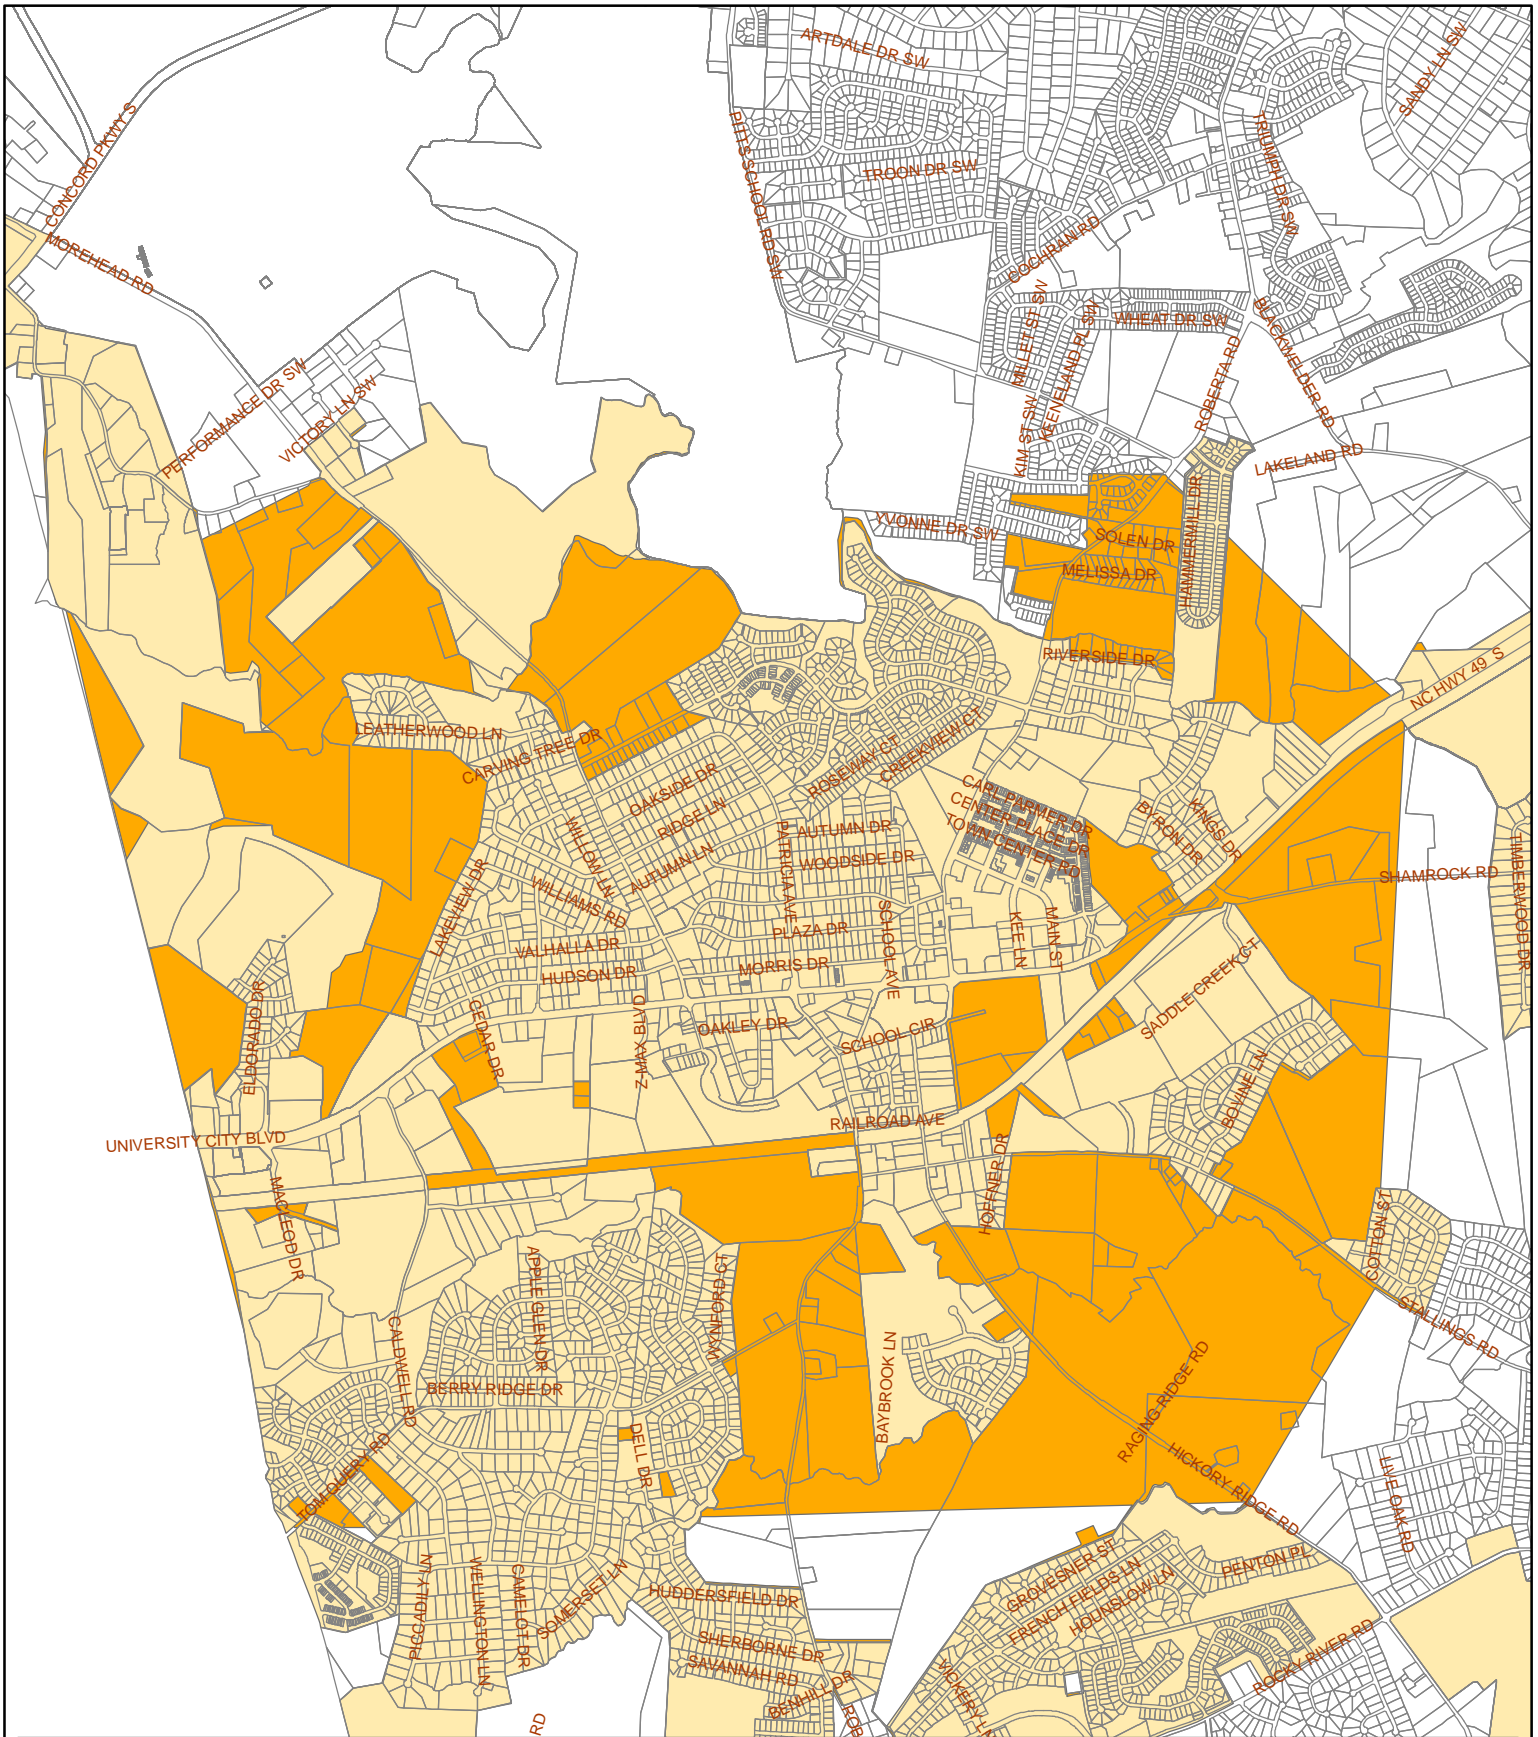 ARTDALE DR SW
SANDY LN SW
CONCORD PKWY S
PITTS SCHOOL RD SW
TRIUMPH DR SW
TROON DR SW
MOREHEAD RD
COCHRAN RD
MILLET ST SW
KEENELAND PL SW
WHEAT DR SW
BLACKWELDER RD
ROBERTA RD
PERFORMANCE DR SW
VICTORY LN SW
KIM ST SW
LAKELAND RD
YVONNE DR SW
SOLEN DR
HAMMERMILL DR
MELISSA DR
RIVERSIDE DR
NC HWY 49 S
LEATHERWOOD LN
CARVING TREE DR
ROSEWAY CT
CREEKVIEW CT
OAKSIDE DR
RIDGE LN
CARL PARMER DR
CENTER PLACE DR
TOWN CENTER RD
BYRON DR
KINGS DR
WILLOW LN
PATRICIA AVE
AUTUMN DR
AUTUMN LN
WOODSIDE DR
SHAMROCK RD
TIMBERWOOD DR
LAKEVIEW DR
WILLIAMS RD
VALHALLA DR
PLAZA DR
SCHOOL AVE
KEE LN
MAIN ST
HUDSON DR
MORRIS DR
SADDLE CREEK CT
ELDORADO DR
CEDAR DR
Z-MAX BLVD
OAKLEY DR
SCHOOL CIR
BOVINE LN
UNIVERSITY CITY BLVD
RAILROAD AVE
HOFFNER DR
MACLEOD DR
COTTON ST
APPLE GLEN DR
WYNFORD CT
STALLINGS RD
CALDWELL RD
BAYBROOK LN
RAGING RIDGE RD
BERRY RIDGE DR
DELL DR
TOM QUERY RD
HICKORY RIDGE RD
LIVE OAK RD
PICCADILY LN
WELLINGTON LN
CAMELOT DR
SOMERSET LN
HUDDERSFIELD DR
GROVESNER ST
FRENCH FIELDS LN
HOUNSLOW LN
PENTON PL
SHERBORNE DR
SAVANNAH RD
BENHILL DR
ROCKY RIVER RD
VICKERY LN
RD
ROB